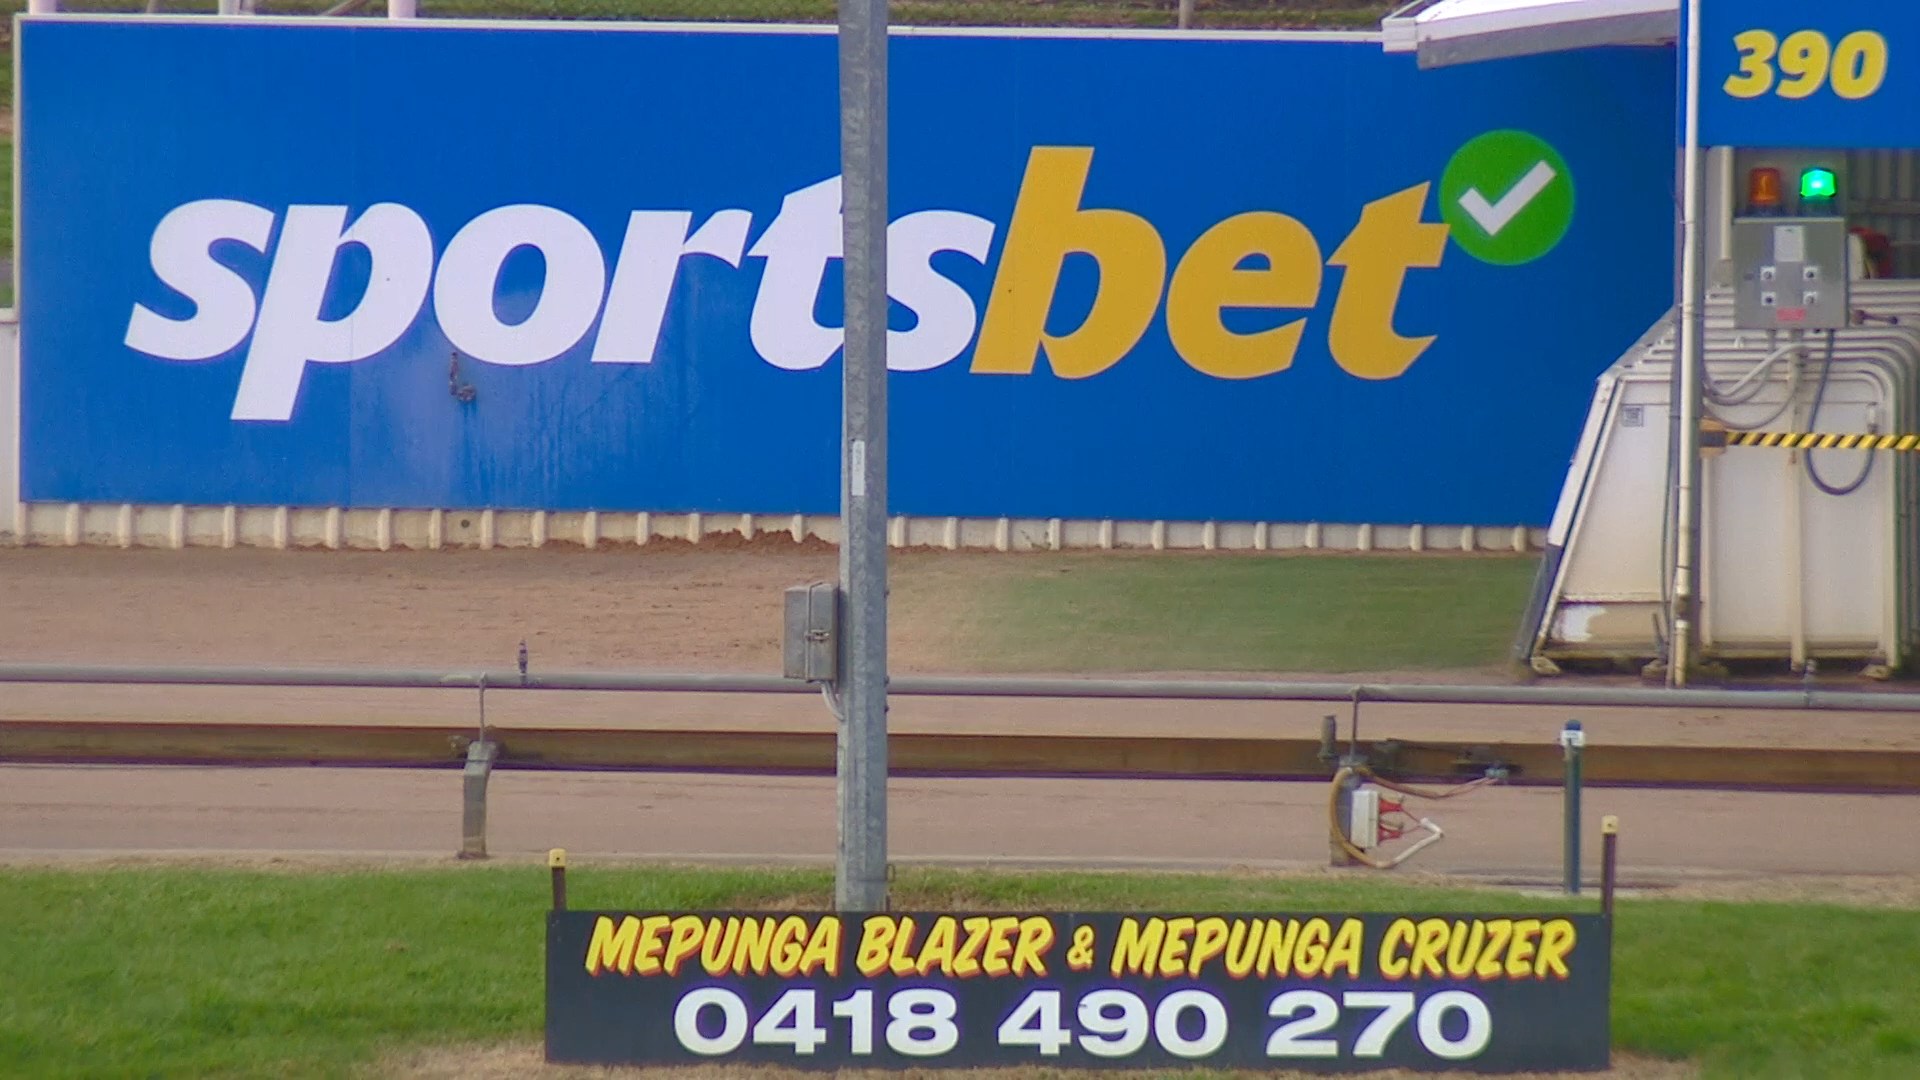 sportsbet
390
MEPUNGA BLAZER & MEPUNGA CRUZER
0418 490 270